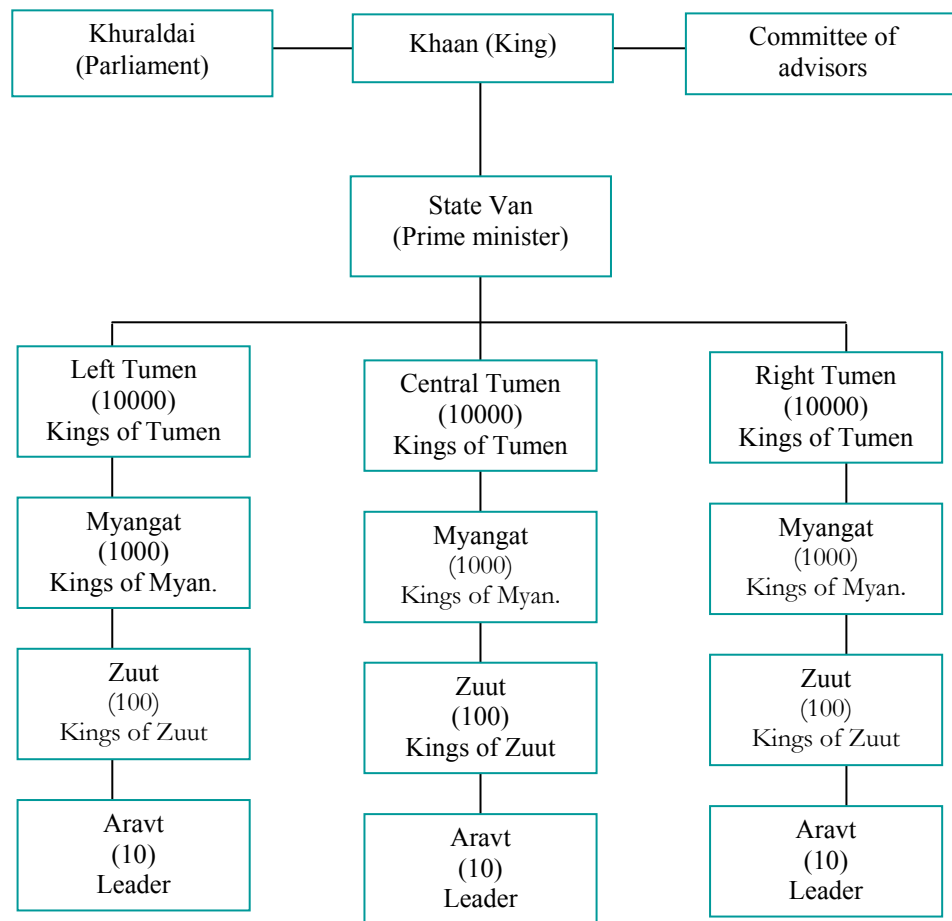 Khuraldai
(Parliament)
Khaan (King)
Committee of
advisors
State Van
(Prime minister)
Left Tumen
(10000)
Kings of Tumen
Central Tumen
(10000)
Kings of Tumen
Right Tumen
(10000)
Kings of Tumen
Myangat
(1000)
Kings of Myan.
Myangat
(1000)
Kings of Myan.
Myangat
(1000)
Kings of Myan.
Zuut
(100)
Kings of Zuut
Zuut
(100)
Kings of Zuut
Zuut
(100)
Kings of Zuut
Aravt
(10)
Leader
Aravt
(10)
Leader
Aravt
(10)
Leader